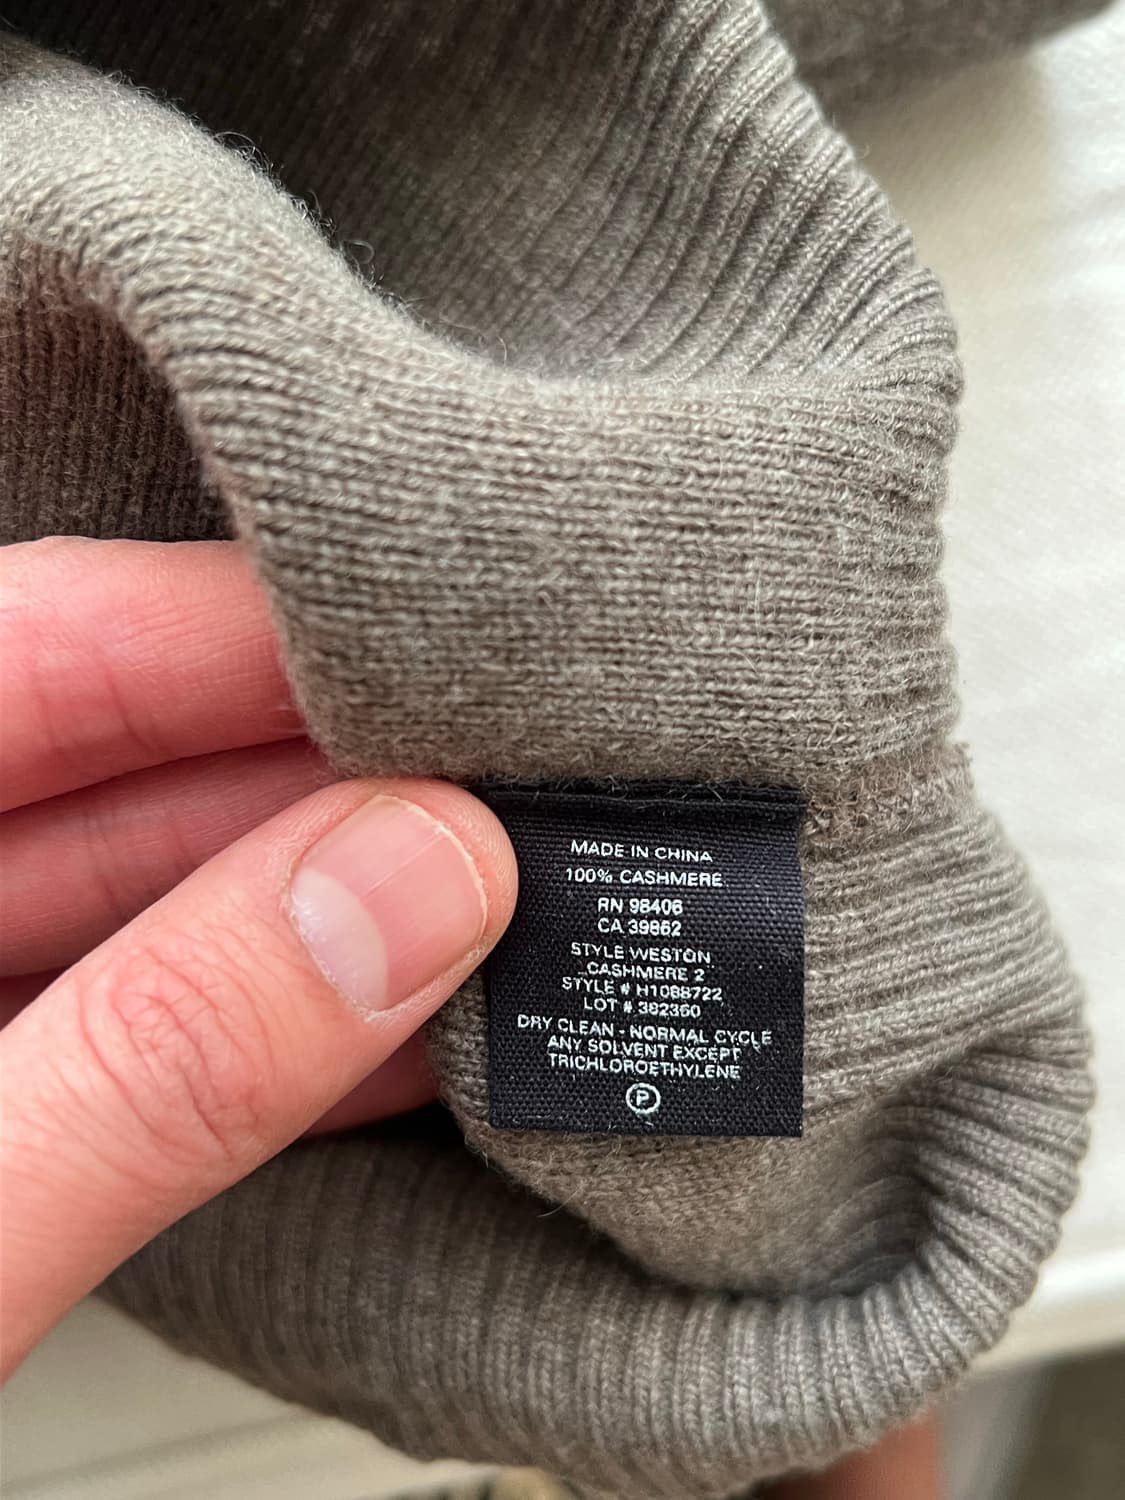 MADE IN CHINA
100% CASHMERE
RN 98406
CA 39862
STYLE WESTON
CASHMERE 2
STYLE # H1088722
LOT # 382360
DRY CLEAN - NORMAL CYCLE
ANY SOLVENT EXCEPT
TRICHLOROETHYLENE
P